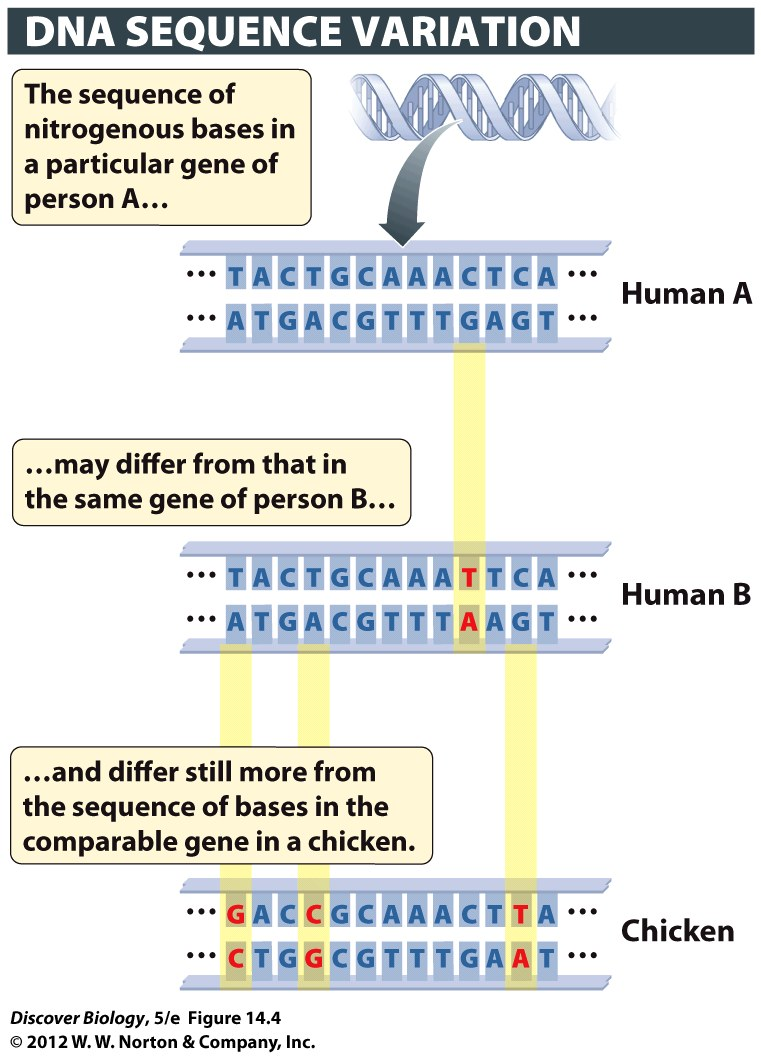 DNA SEQUENCE VARIATION
The sequence of
nitrogenous bases in
a particular gene of
person A…
••• T A C T G C A A A C T C A •••
Human A
••• A T G A C G T T T G A G T •••
…may differ from that in
the same gene of person B…
••• T A C T G C A A A T T C A •••
Human B
••• A T G A C G T T T A A G T •••
…and differ still more from
the sequence of bases in the
comparable gene in a chicken.
••• G A C C G C A A A C T T A •••
Chicken
••• C T G G C G T T T G A A T •••
Discover Biology, 5/e Figure 14.4
© 2012 W. W. Norton & Company, Inc.